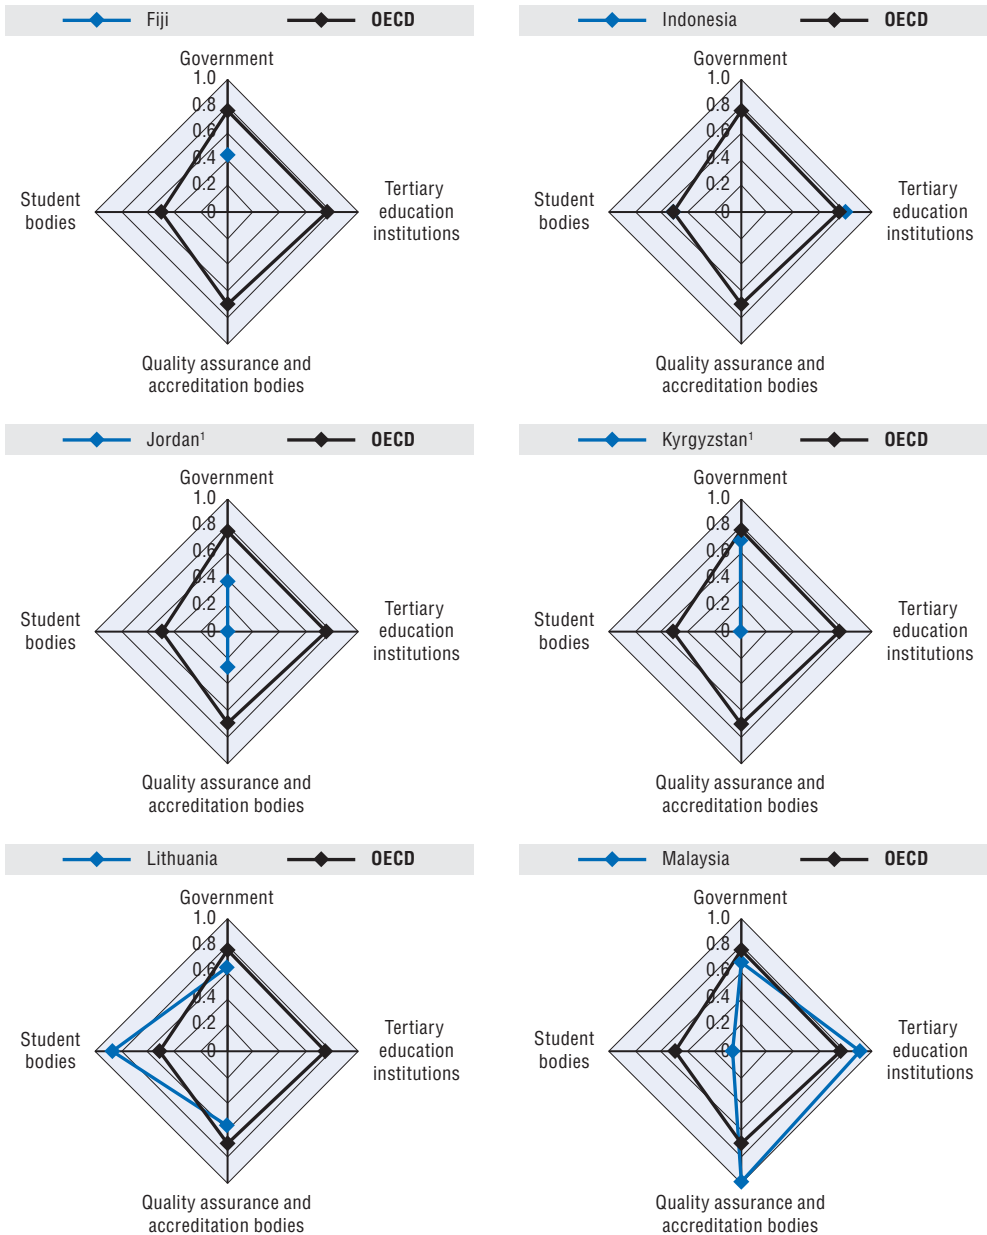 Fiji OECD
Government
1.0
0.8
0.6
0.4
0.2
0
Student
bodies
Tertiary
education
institutions
Quality assurance and
accreditation bodies
Indonesia OECD
Government
1.0
0.8
0.6
0.4
0.2
0
Student
bodies
Tertiary
education
institutions
Quality assurance and
accreditation bodies
Jordan¹ OECD
Government
1.0
0.8
0.6
0.4
0.2
0
Student
bodies
Tertiary
education
institutions
Quality assurance and
accreditation bodies
Kyrgyzstan¹ OECD
Government
1.0
0.8
0.6
0.4
0.2
0
Student
bodies
Tertiary
education
institutions
Quality assurance and
accreditation bodies
Lithuania OECD
Government
1.0
0.8
0.6
0.4
0.2
0
Student
bodies
Tertiary
education
institutions
Quality assurance and
accreditation bodies
Malaysia OECD
Government
1.0
0.8
0.6
0.4
0.2
0
Student
bodies
Tertiary
education
institutions
Quality assurance and
accreditation bodies